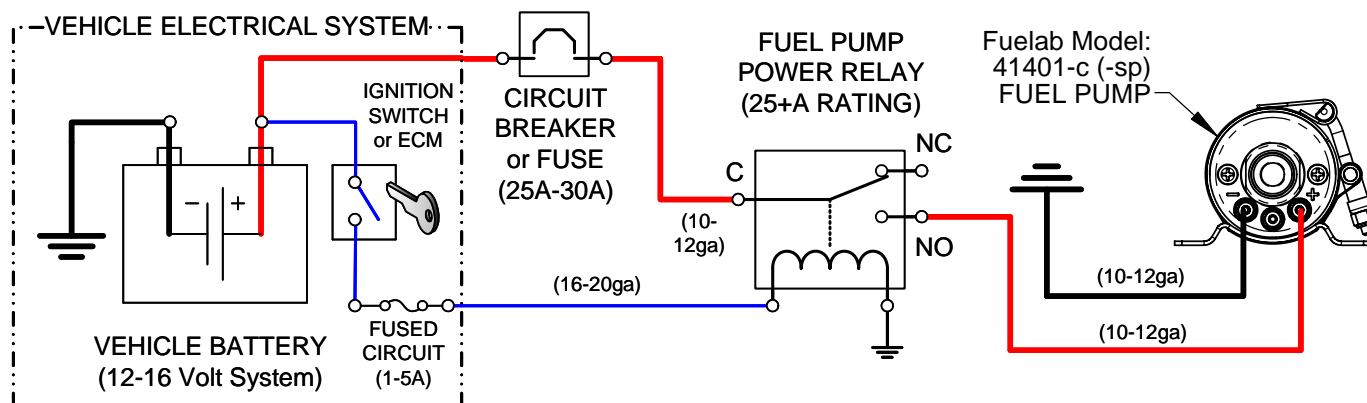 VEHICLE ELECTRICAL SYSTEM
IGNITION
SWITCH
or ECM
CIRCUIT
BREAKER
or FUSE
(25A-30A)
FUEL PUMP
POWER RELAY
(25+A RATING)
Fuelab Model:
41401-c (-sp)
FUEL PUMP
C
NC
NO
(10-
12ga)
- +
- +
(16-20ga)
(10-12ga)
(10-12ga)
FUSED
CIRCUIT
(1-5A)
VEHICLE BATTERY
(12-16 Volt System)